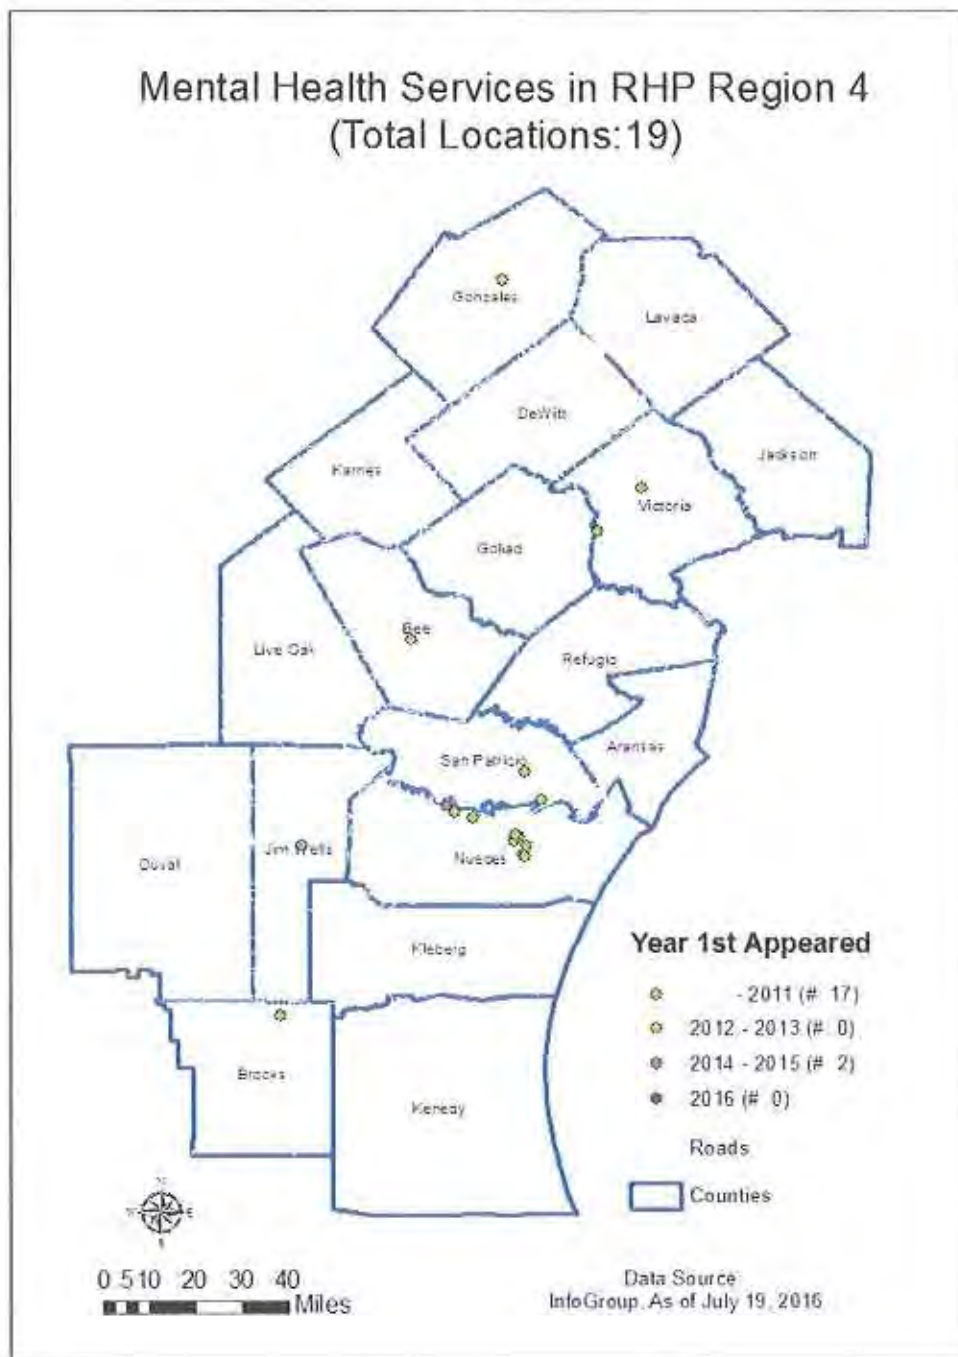 Mental Health Services in RHP Region 4
(Total Locations:19)
Gonzales
Lavaca
DeWitt
Jackson
Karnes
Victoria
Goliad
Bee
Live Oak
Refugio
Aransas
San Patricio
Jim Wells
Duval
Nueces
Kleberg
Year 1st Appeared
- 2011 (# 17)
2012 - 2013 (# 0)
2014 - 2015 (# 2)
2016 (# 0)
Brooks
Kenedy
Roads
Counties
E
0 5 10 20 30 40
Miles
Data Source
InfoGroup. As of July 19, 2016